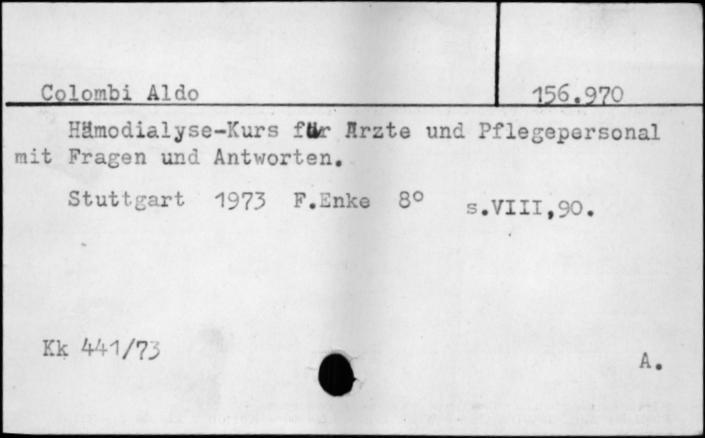 Colombi Aldo 156.970
Hämodialyse-Kurs für Ärzte und Pflegepersonal
mit Fragen und Antworten.
Stuttgart 1973 F.Enke 8° s.VIII,90.
Kk 441/73
A.